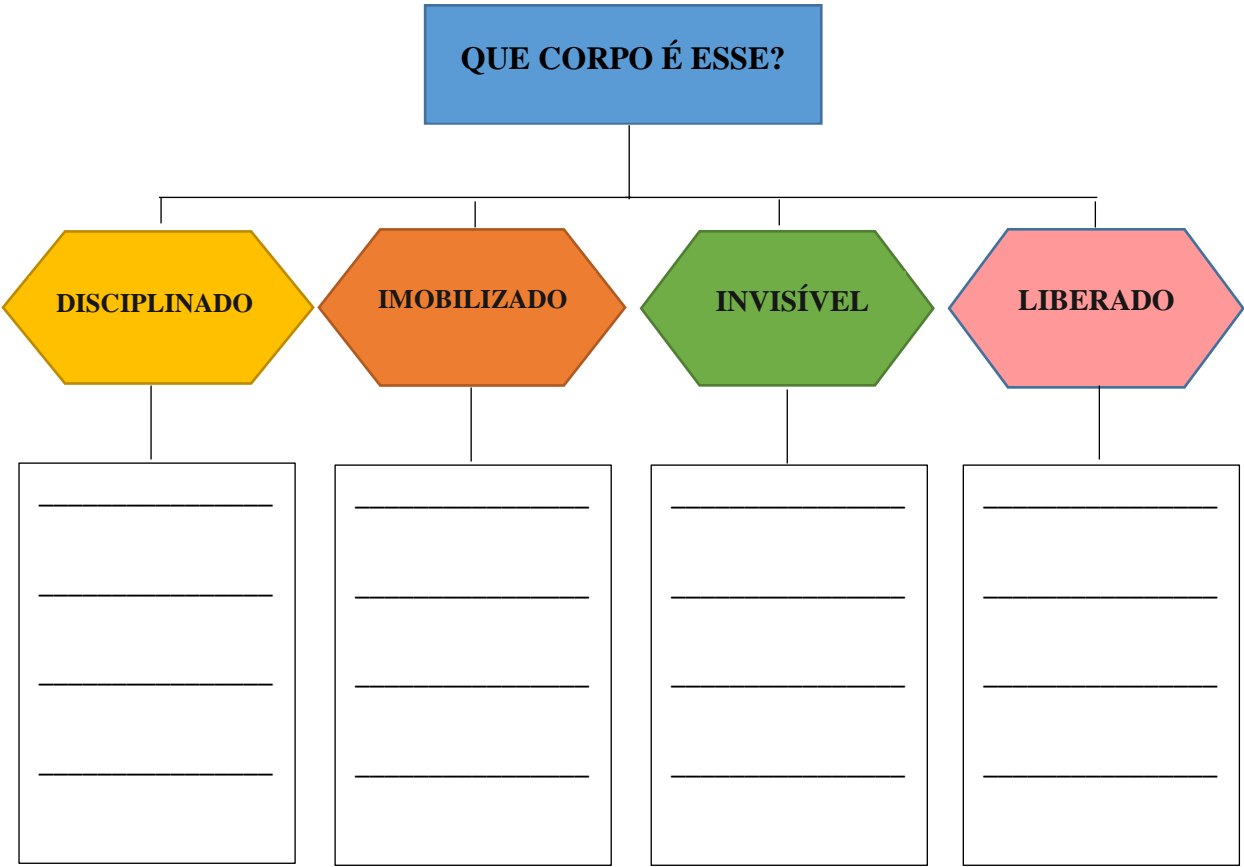 QUE CORPO É ESSE?
DISCIPLINADO
IMOBILIZADO
INVISÍVEL
LIBERADO